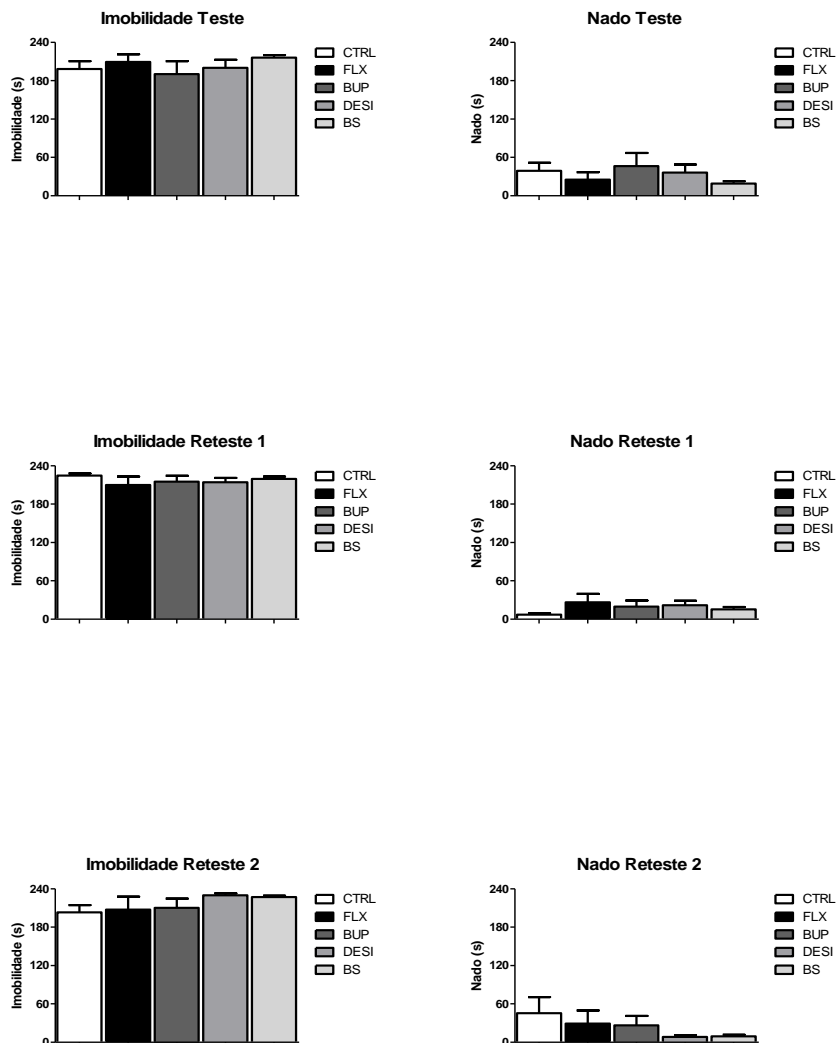 Imobilidade Teste
240
180
120
60
0
Imobilidade (s)
CTRL
FLX
BUP
DESI
BS
Nado Teste
240
180
120
60
0
Nado (s)
CTRL
FLX
BUP
DESI
BS
Imobilidade Reteste 1
240
180
120
60
0
Imobilidade (s)
CTRL
FLX
BUP
DESI
BS
Nado Reteste 1
240
180
120
60
0
Nado (s)
CTRL
FLX
BUP
DESI
BS
Imobilidade Reteste 2
240
180
120
60
0
Imobilidade (s)
CTRL
FLX
BUP
DESI
BS
Nado Reteste 2
240
180
120
60
0
Nado (s)
CTRL
FLX
BUP
DESI
BS